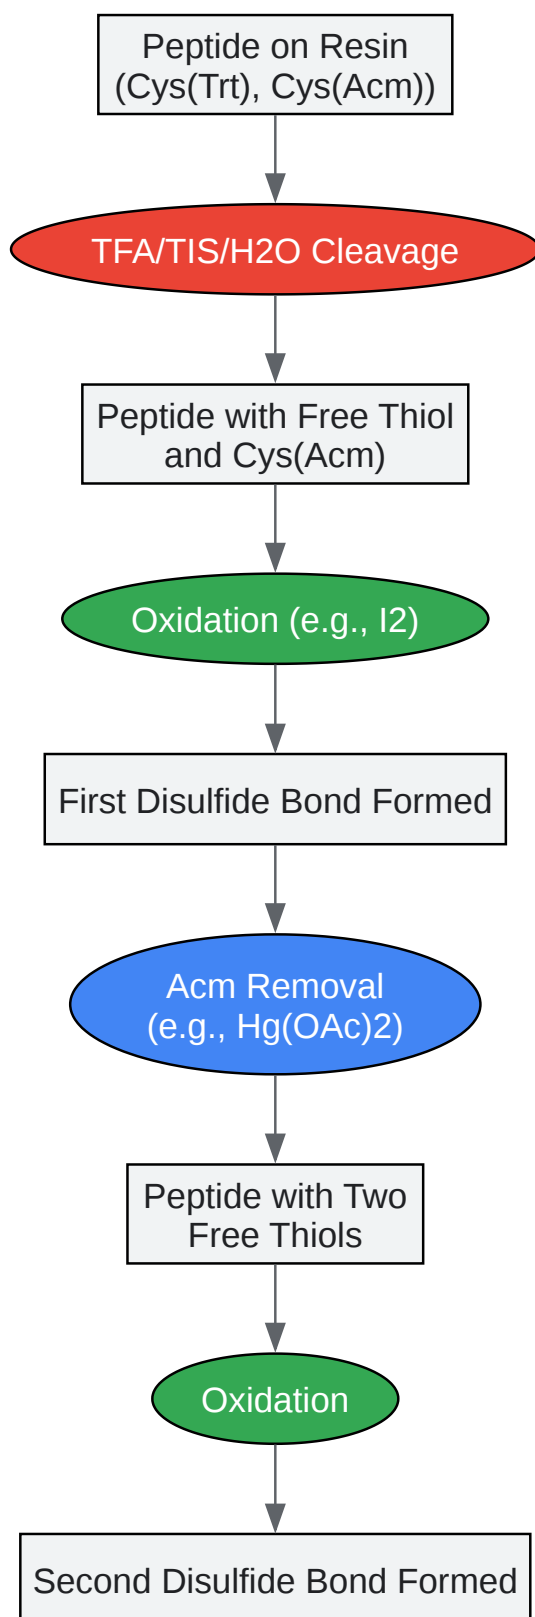 Peptide on Resin
(Cys(Trt), Cys(Acm))
TFA/TIS/H2O Cleavage
Peptide with Free Thiol
and Cys(Acm)
Oxidation (e.g., I2)
First Disulfide Bond Formed
Acm Removal
(e.g., Hg(OAc)2)
Peptide with Two
Free Thiols
Oxidation
Second Disulfide Bond Formed